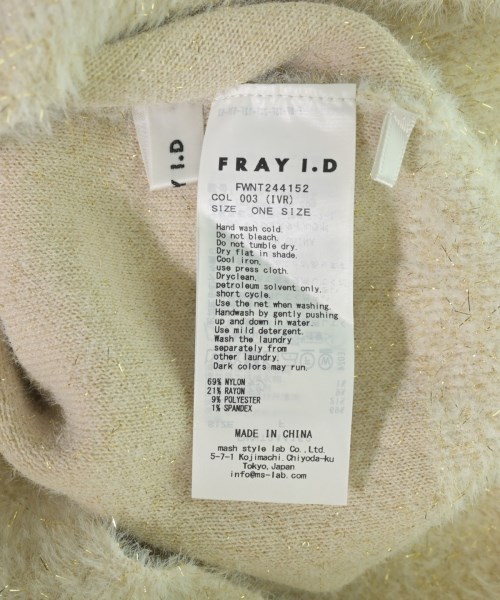 FRAY I.D
FWNT244152
COL 003 (IVR)
SIZE ONE SIZE
Hand wash cold
Do not bleach.
Do not tumble dry.
Dry flat in shade.
Cool iron,
use press cloth.
Dryclean,
petroleum solvent only,
short cycle.
Use the net when washing.
Handwash by gently pushing
up and down in water.
Use mild detergent.
Wash the laundry
separately from
other laundry.
Dark colors may run.
69% NYLON
21% RAYON
9% POLYESTER
1% SPANDEX
MADE IN CHINA
mash style lab Co.,Ltd.
5-7-1 Kojimachi, Chiyoda-ku
Tokyo, Japan
info@ms-lab.com
Y I.D